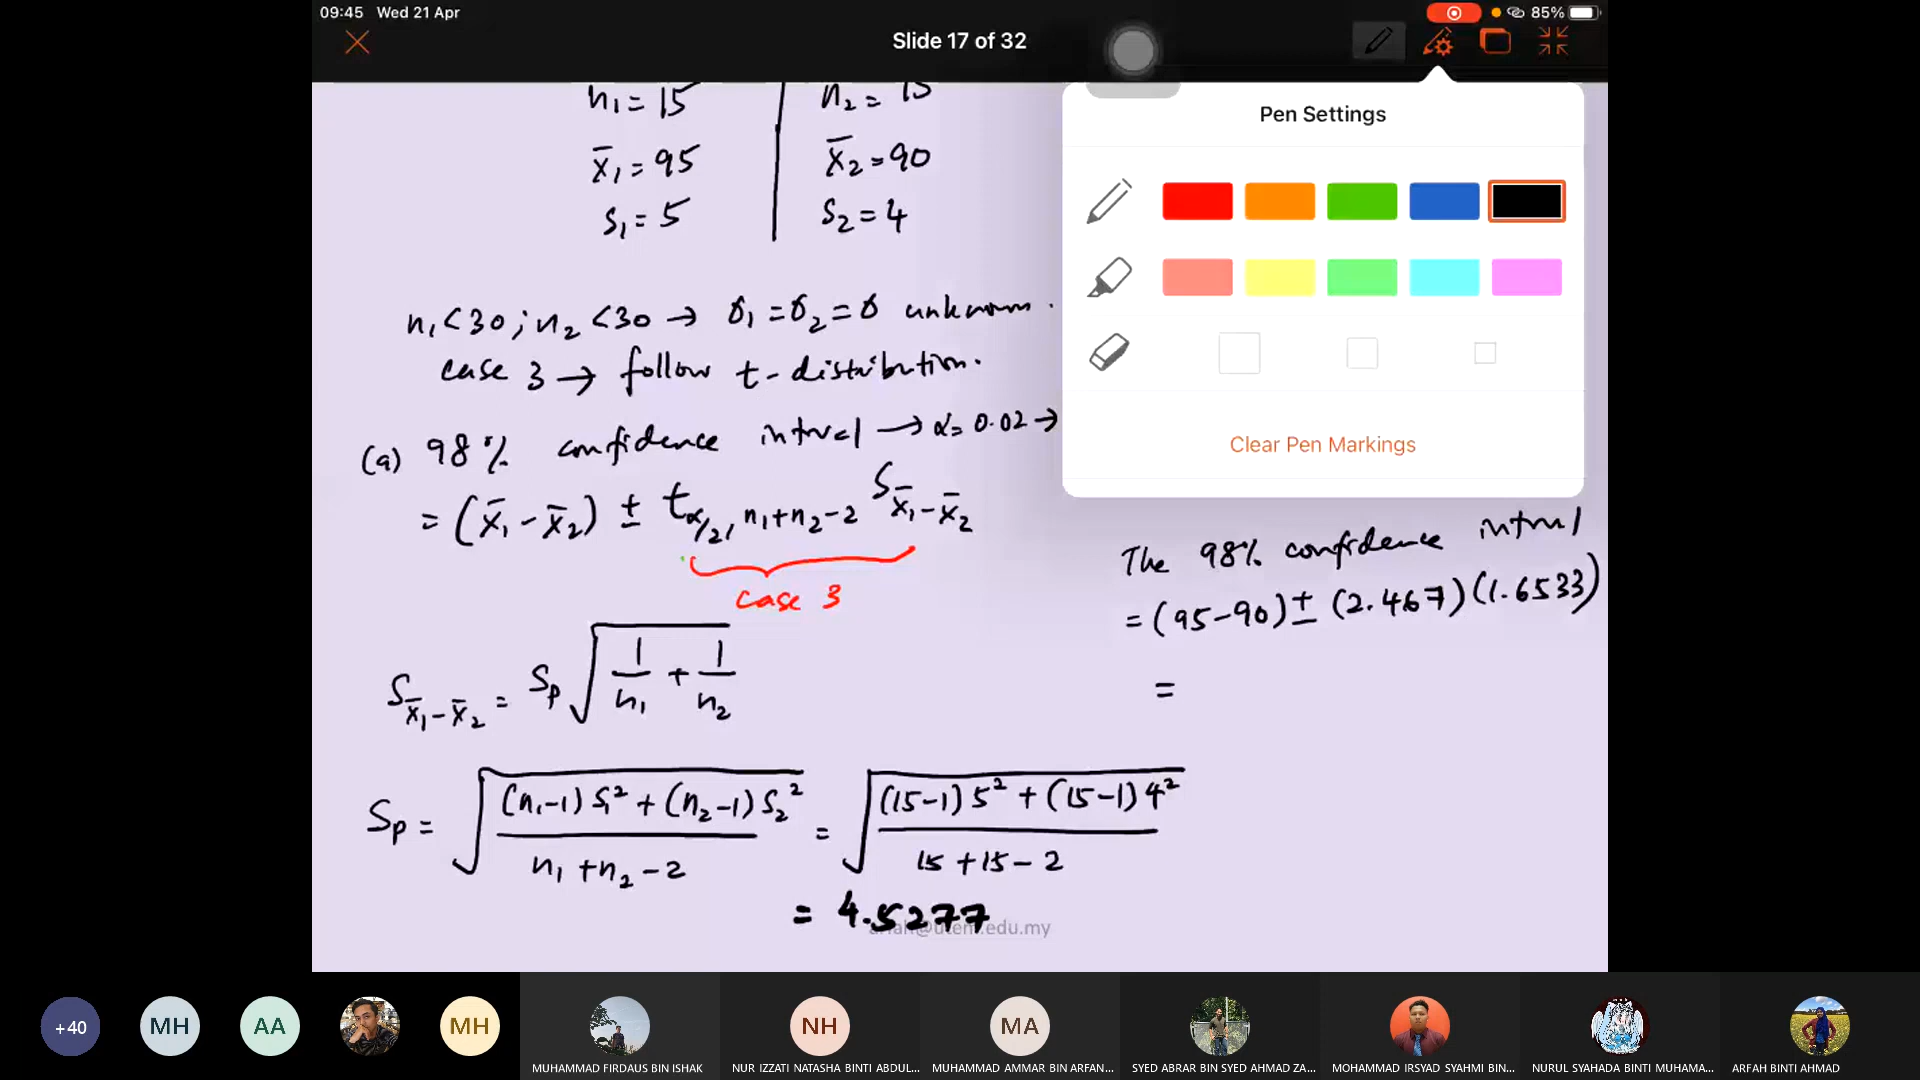 09:45 Wed 21 Apr
85%
Slide 17 of 32
Pen Settings
Clear Pen Markings
n₁ = 15
n₂ = 15
x̄₁ = 95
x̄₂ = 90
s₁ = 5
s₂ = 4
n₁ < 30 ; n₂ < 30 → σ₁ = σ₂ = σ unknown.
case 3 → follow t-distribution.
(a) 98% confidence intrvel → α = 0.02 →
= (x̄₁ - x̄₂) ± t α/2, n₁+n₂-2 S x̄₁-x̄₂
case 3
S x̄₁-x̄₂ = Sp √(1/n₁ + 1/n₂)
Sp = √((n₁-1)s₁² + (n₂-1)s₂² / n₁+n₂-2) = √((15-1)5² + (15-1)4² / 15+15-2)
= 4.5277
The 98% confidence intrvl
= (95-90) ± (2.467)(1.6533)
=
+40
MH
AA
MH
NH
MA
MUHAMMAD FIRDAUS BIN ISHAK
NUR IZZATI NATASHA BINTI ABDUL...
MUHAMMAD AMMAR BIN ARFAN...
SYED ABRAR BIN SYED AHMAD ZA...
MOHAMMAD IRSYAD SYAHMI BIN...
NURUL SYAHADA BINTI MUHAMA...
ARFAH BINTI AHMAD